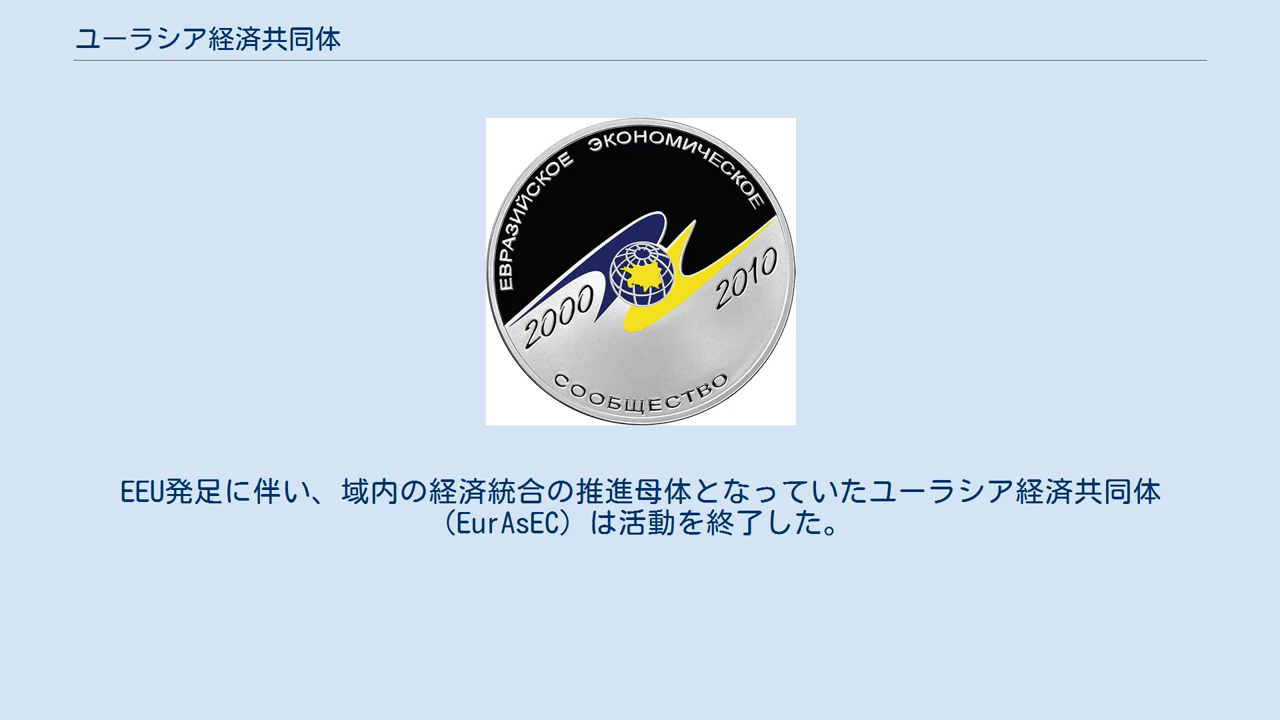 ユーラシア経済共同体
ЕВРАЗИЙСКОЕ ЭКОНОМИЧЕСКОЕ
2000
2010
СООБЩЕСТВО
EEU発足に伴い、域内の経済統合の推進母体となっていたユーラシア経済共同体
（EurAsEC）は活動を終了した。